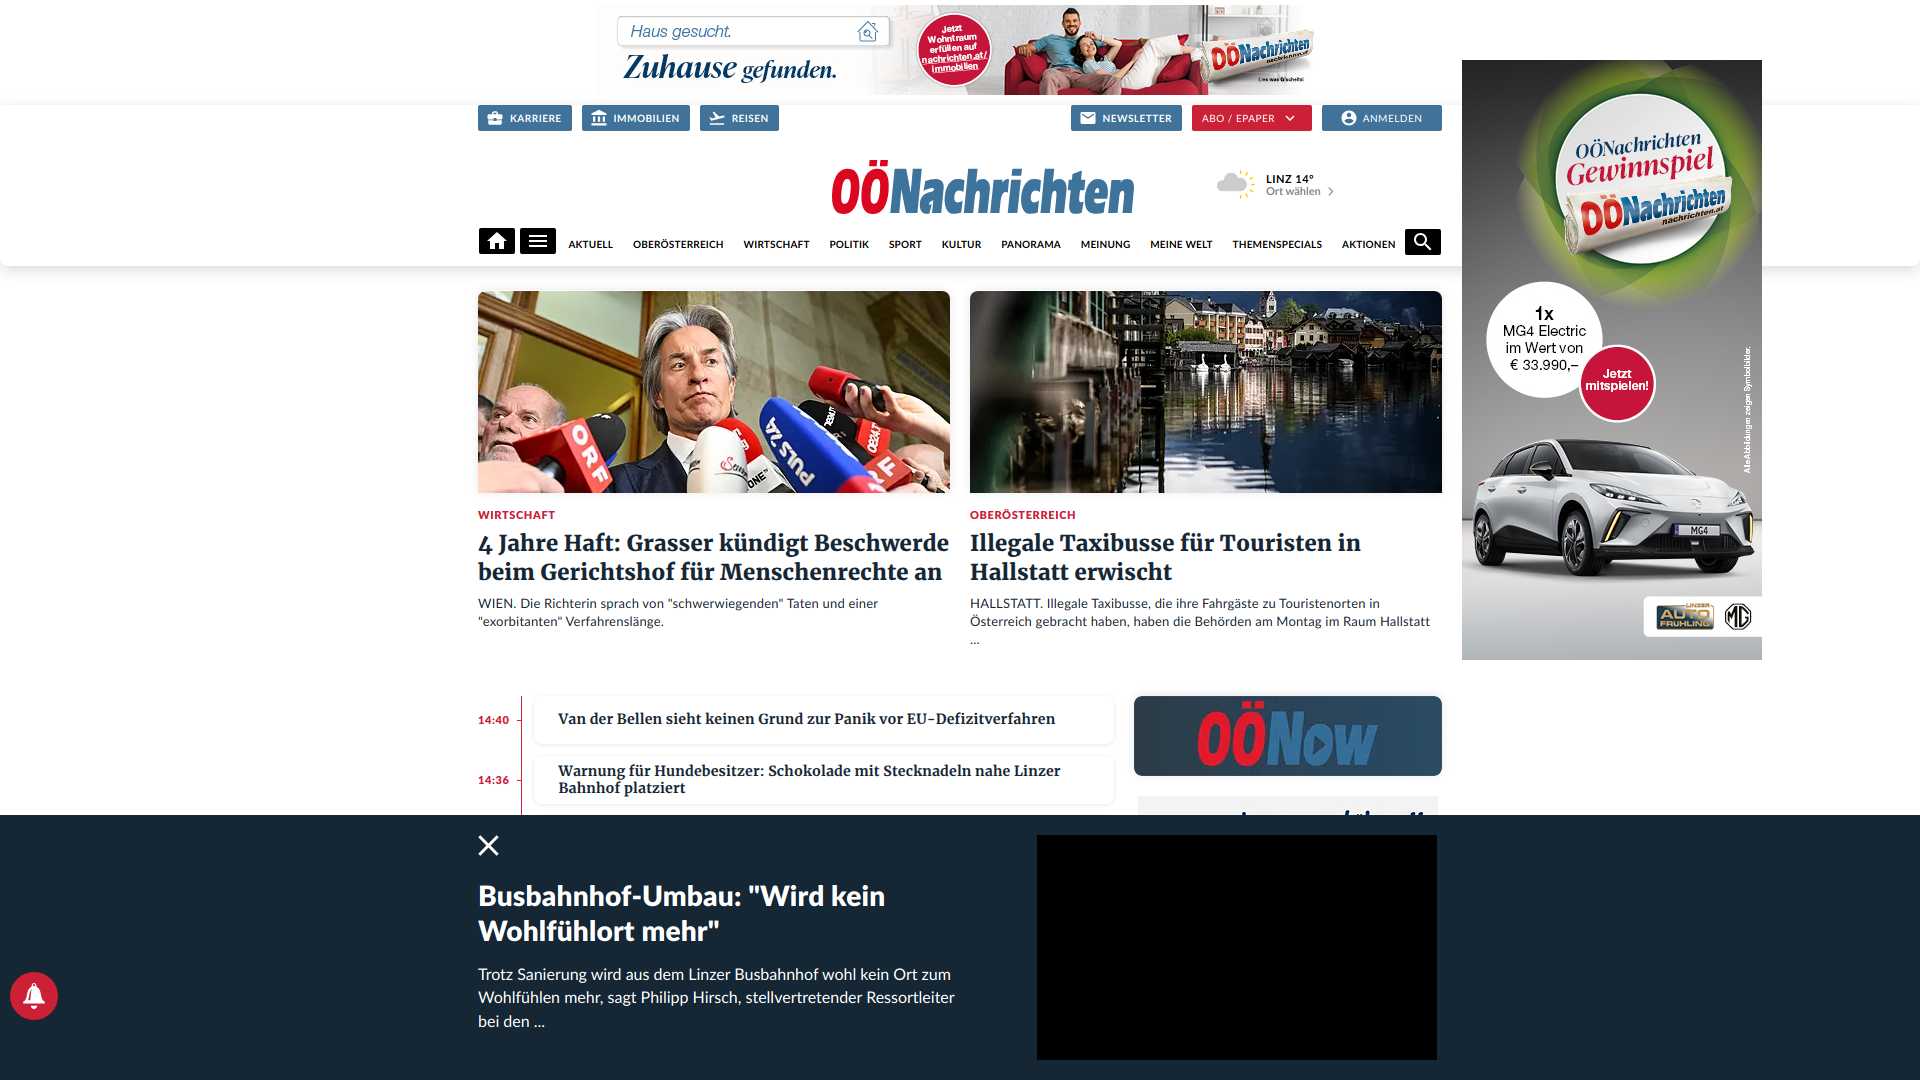 Haus gesucht.
Zuhause gefunden.
Jetzt
Wohntraum
erfüllen auf
nachrichten.at/
immobilien
OÖNachrichten
nachrichten.at
KARRIERE
IMMOBILIEN
REISEN
NEWSLETTER
ABO / EPAPER
ANMELDEN
OÖNachrichten
LINZ 14°
Ort wählen
AKTUELL
OBERÖSTERREICH
WIRTSCHAFT
POLITIK
SPORT
KULTUR
PANORAMA
MEINUNG
MEINE WELT
THEMENSPECIALS
AKTIONEN
OÖNachrichten
Gewinnspiel
OÖNachrichten
nachrichten.at
1x
MG4 Electric
im Wert von
€ 33.990,–
Jetzt
mitspielen!
Alle Abbildungen zeigen Symbolbilder.
MG4
LINZER
AUTO
FRÜHLING
MG
ORF
PULS 24
ONE
oe24.TV
WIRTSCHAFT
4 Jahre Haft: Grasser kündigt Beschwerde
beim Gerichtshof für Menschenrechte an
WIEN. Die Richterin sprach von "schwerwiegenden" Taten und einer
"exorbitanten" Verfahrenslänge.
OBERÖSTERREICH
Illegale Taxibusse für Touristen in
Hallstatt erwischt
HALLSTATT. Illegale Taxibusse, die ihre Fahrgäste zu Touristenorten in
Österreich gebracht haben, haben die Behörden am Montag im Raum Hallstatt
...
14:40
Van der Bellen sieht keinen Grund zur Panik vor EU-Defizitverfahren
14:36
Warnung für Hundebesitzer: Schokolade mit Stecknadeln nahe Linzer
Bahnhof platziert
OÖNow
Busbahnhof-Umbau: "Wird kein
Wohlfühlort mehr"
Trotz Sanierung wird aus dem Linzer Busbahnhof wohl kein Ort zum
Wohlfühlen mehr, sagt Philipp Hirsch, stellvertretender Ressortleiter
bei den ...